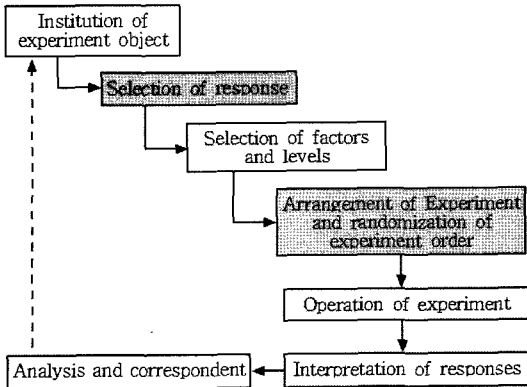 Institution of
experiment object
Selection of response
Selection of factors
and levels
Arrangement of Experiment
and randomization of
experiment order
Operation of experiment
Interpretation of responses
Analysis and correspondent